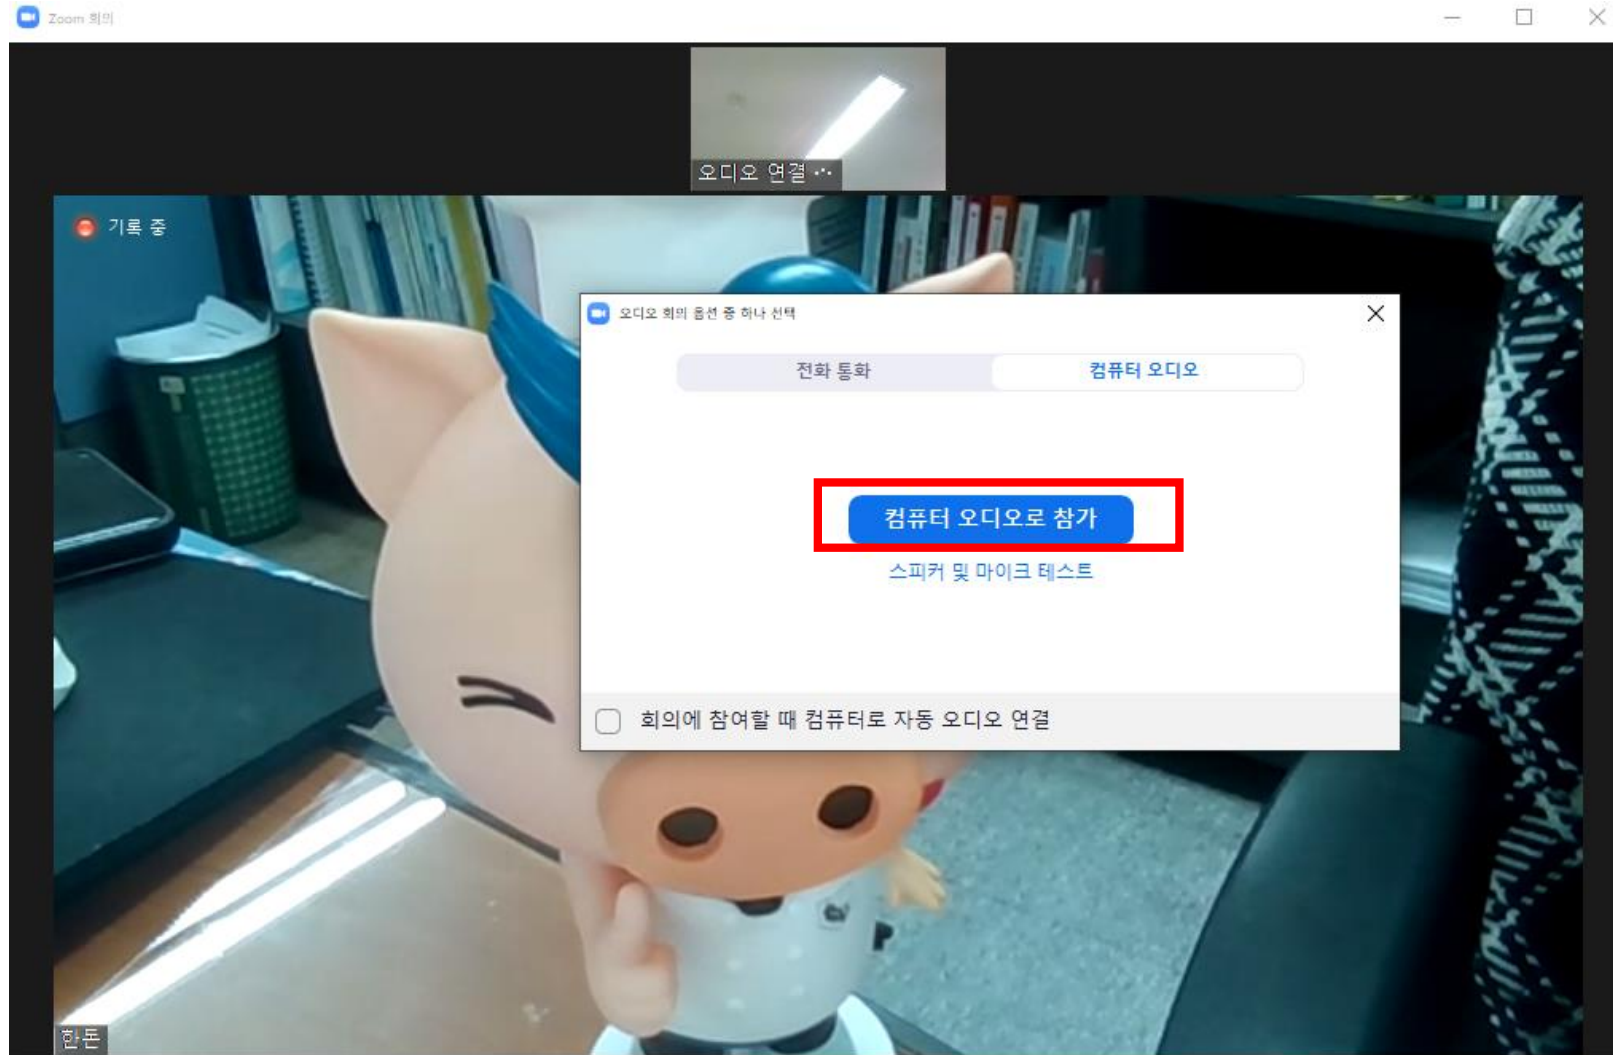 Zoom 회의
오디오 연결 ···
기록 중
오디오 회의 옵션 중 하나 선택
전화 통화
컴퓨터 오디오
컴퓨터 오디오로 참가
스피커 및 마이크 테스트
회의에 참여할 때 컴퓨터로 자동 오디오 연결
한돈